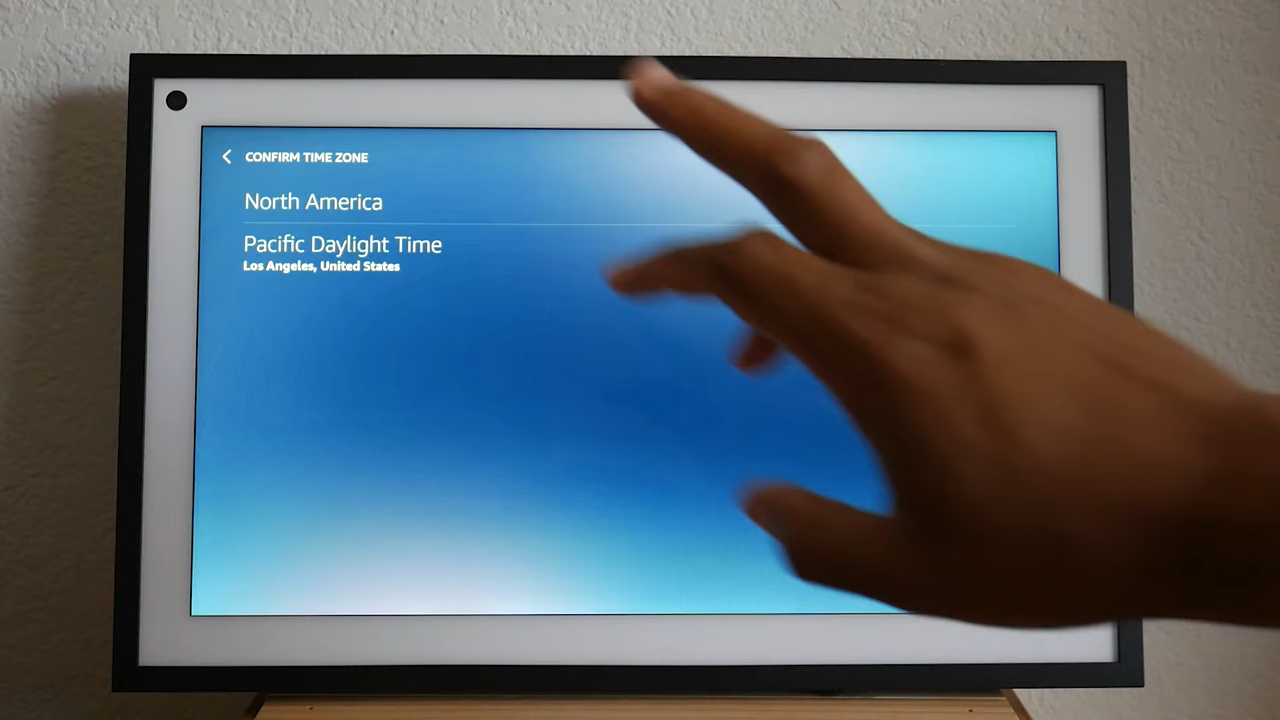 CONFIRM TIME ZONE
North America
Pacific Daylight Time
Los Angeles, United States